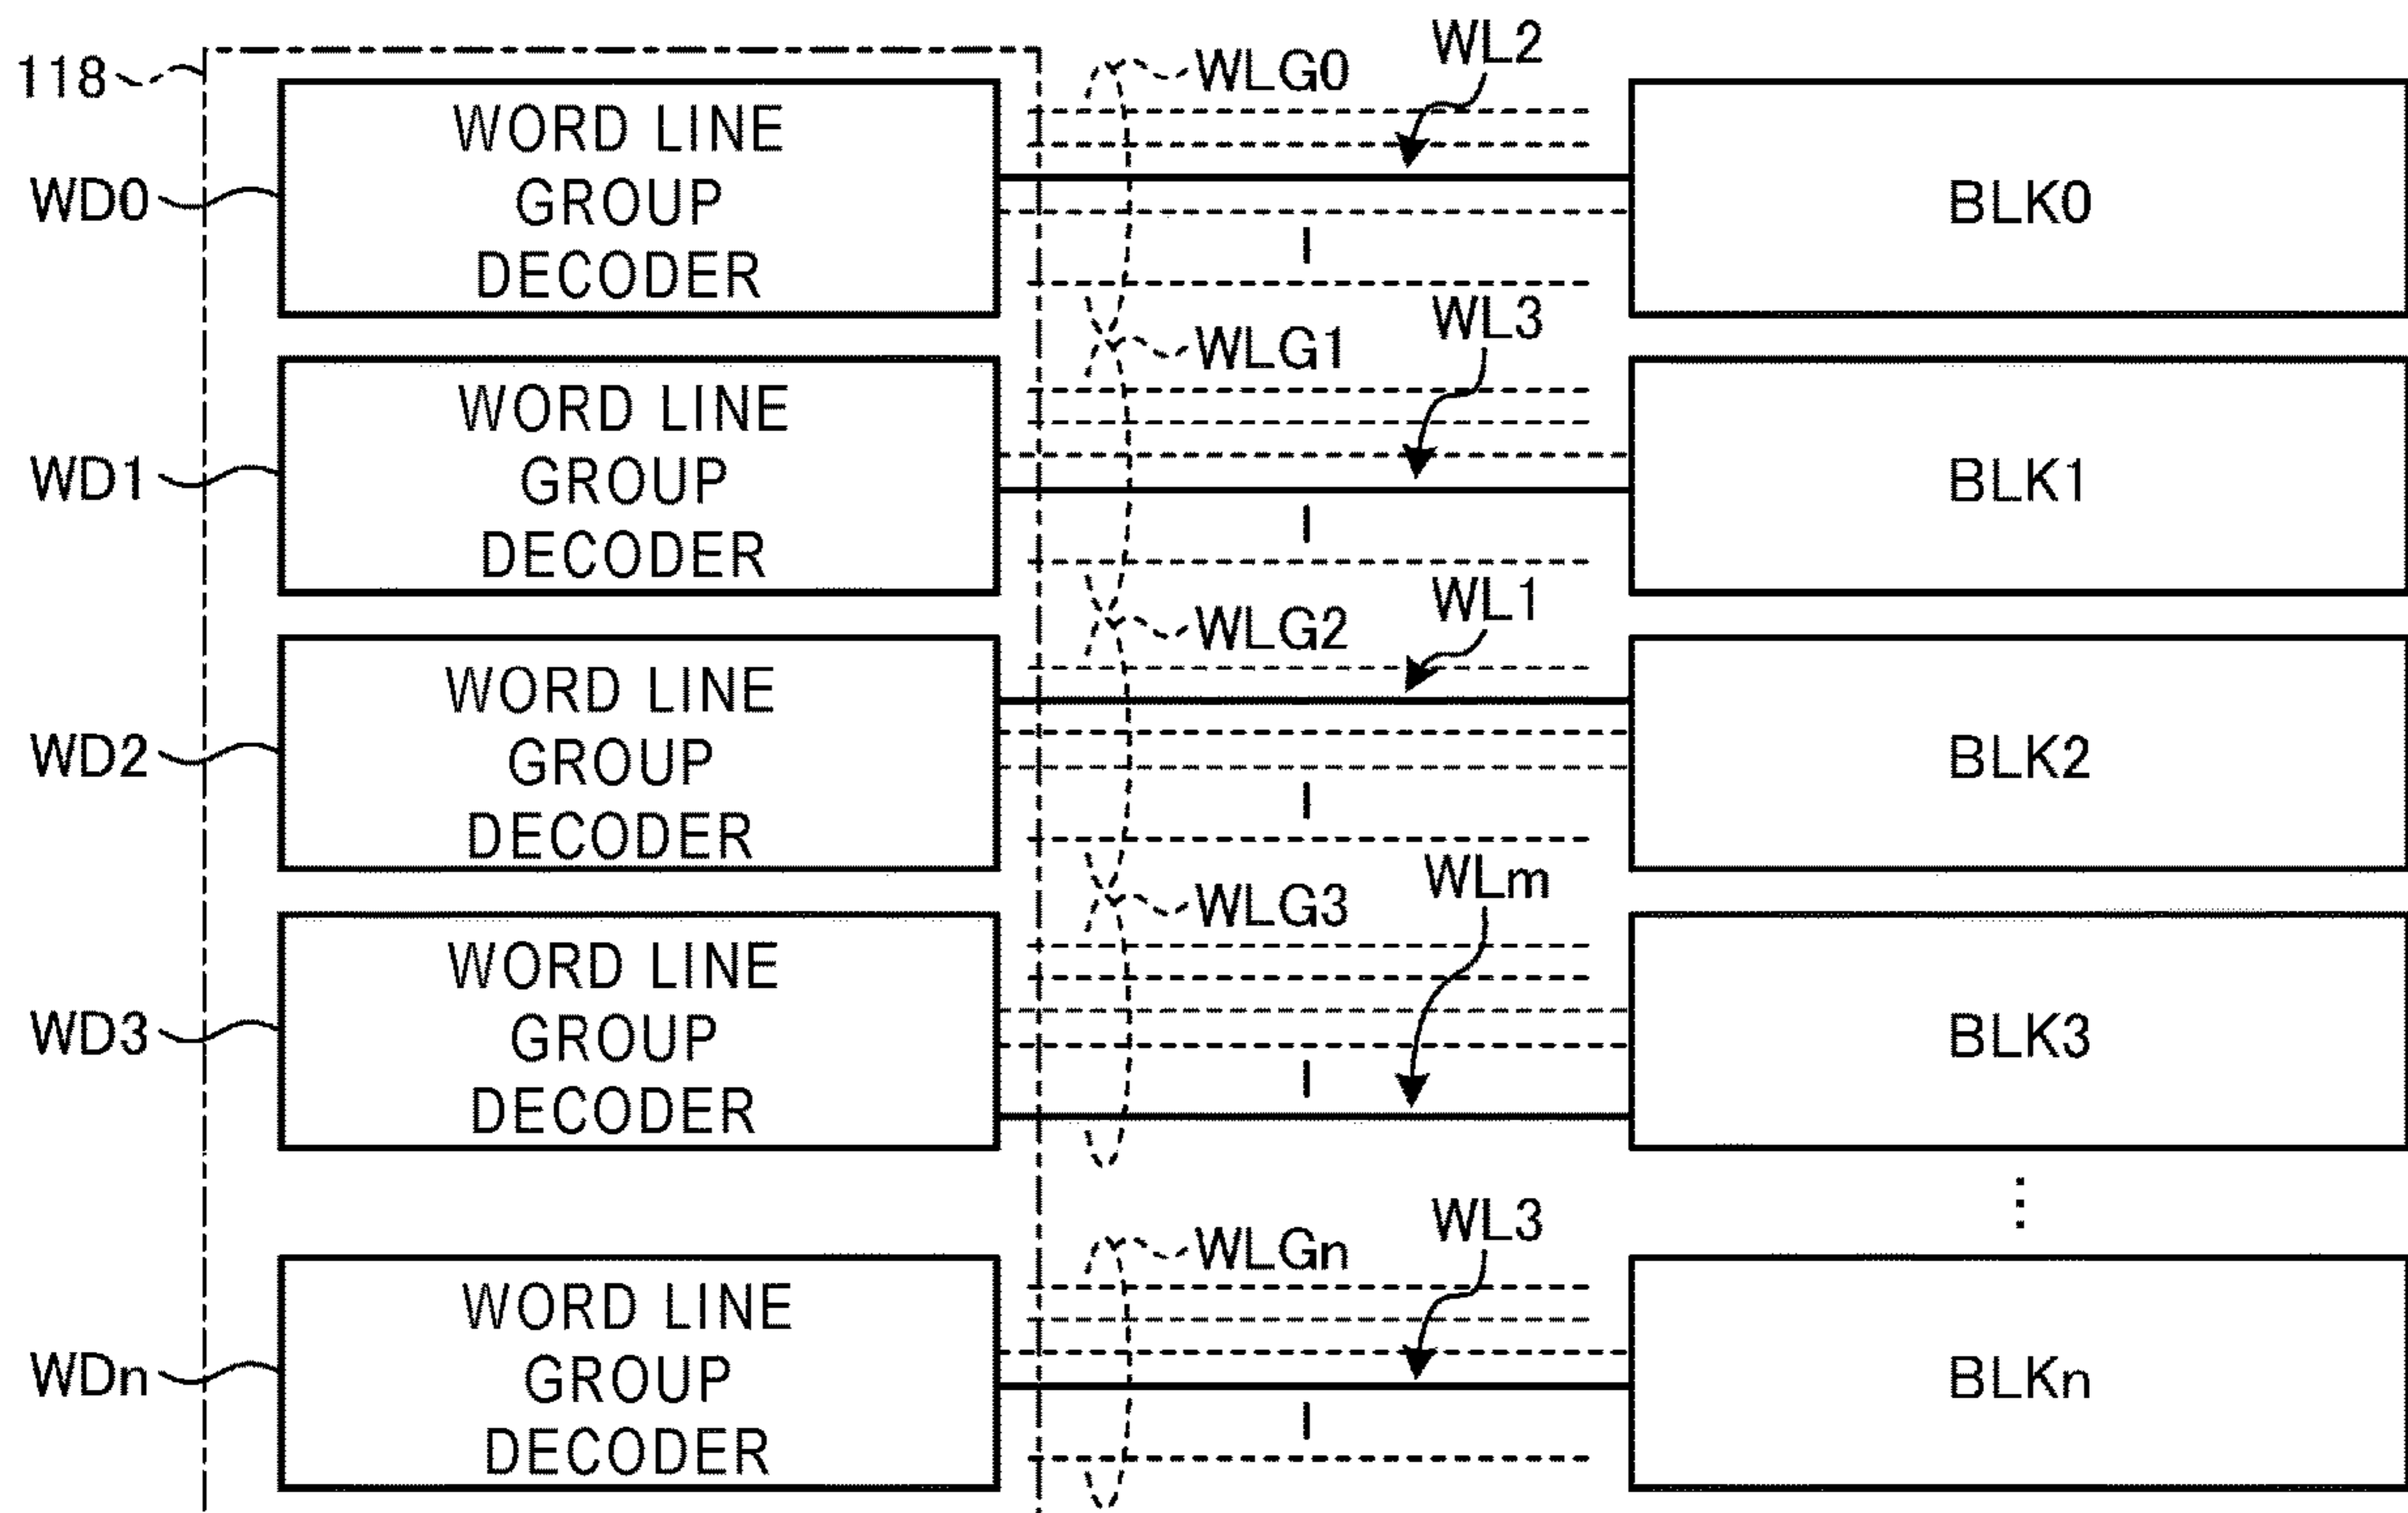 118
WLG0
WL2
WD0
WORD LINE
GROUP
DECODER
BLK0
WLG1
WL3
WD1
WORD LINE
GROUP
DECODER
BLK1
WLG2
WL1
WD2
WORD LINE
GROUP
DECODER
BLK2
WLG3
WLm
WD3
WORD LINE
GROUP
DECODER
BLK3
WLGn
WL3
WDn
WORD LINE
GROUP
DECODER
BLKn